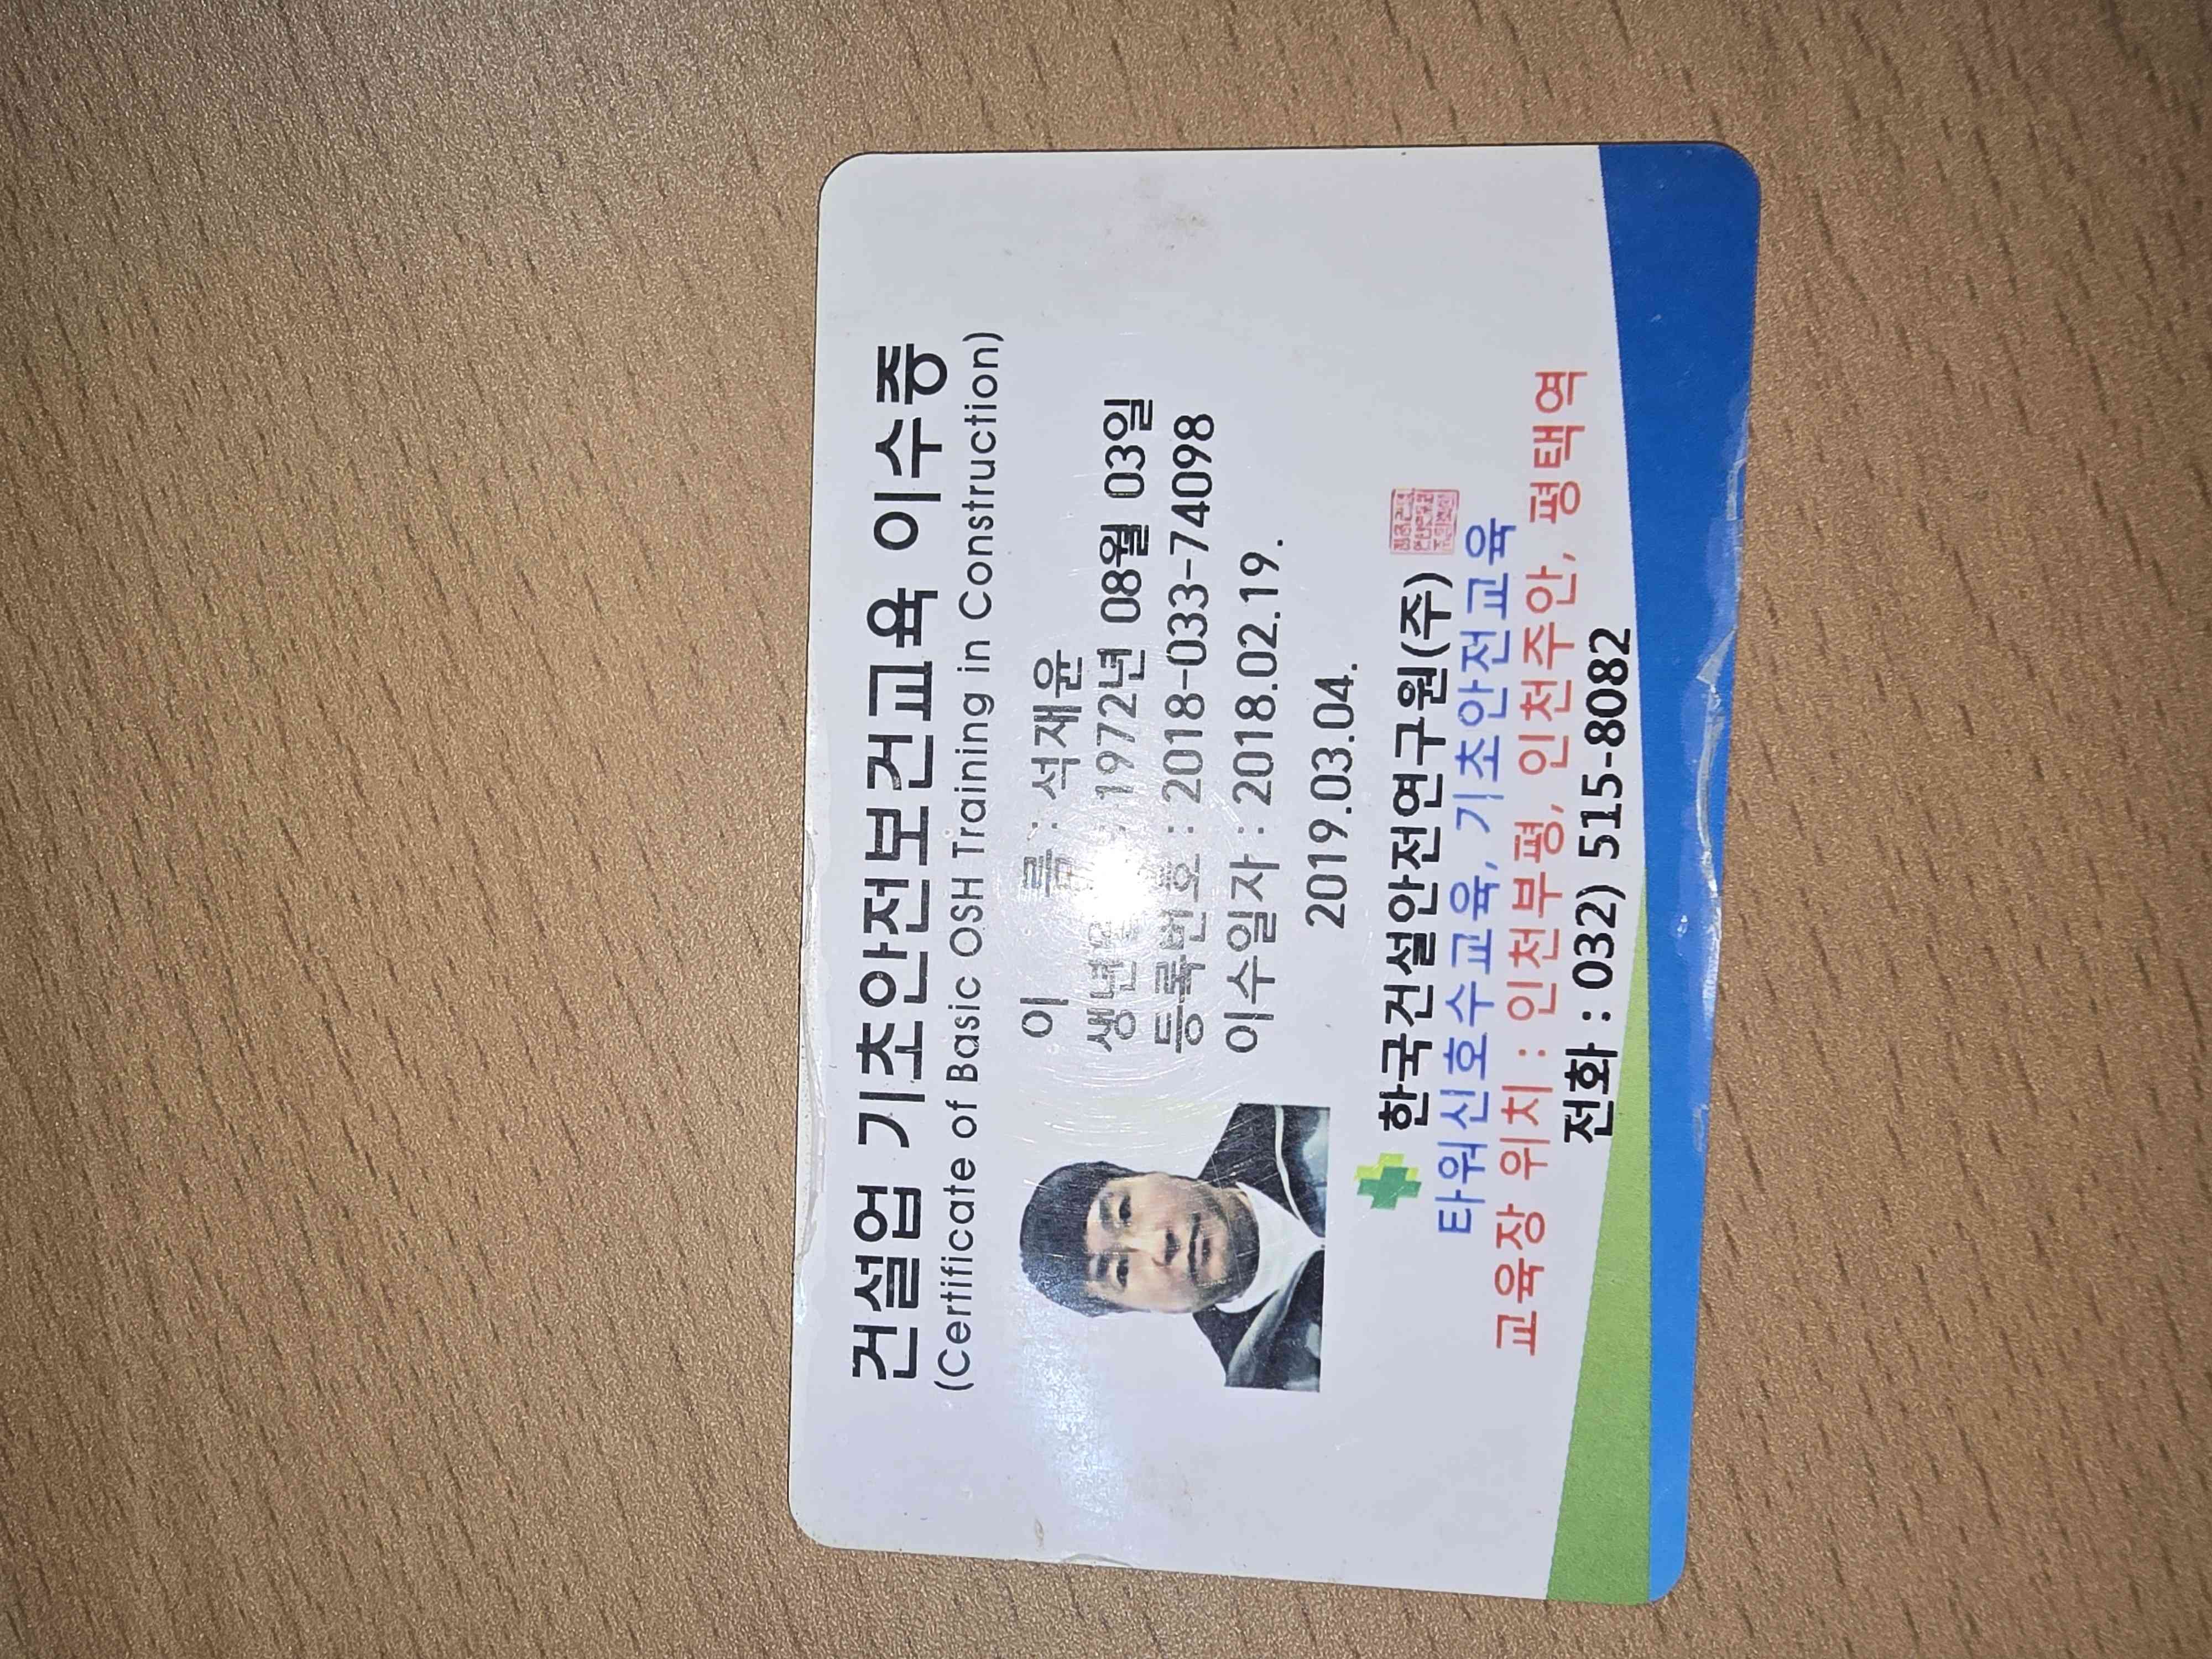 건설업 기초안전보건교육 이수증
(Certificate of Basic OSH Training in Construction)
이 름 : 석재윤
생년월일 : 1972년 08월 03일
등록번호 : 2018-033-74098
이수일자 : 2018.02.19.
2019.03.04.
한국건설안전연구원(주)
타워신호수교육, 기초안전교육
교육장 위치 : 인천부평, 인천주안, 평택역
전화 : 032) 515-8082